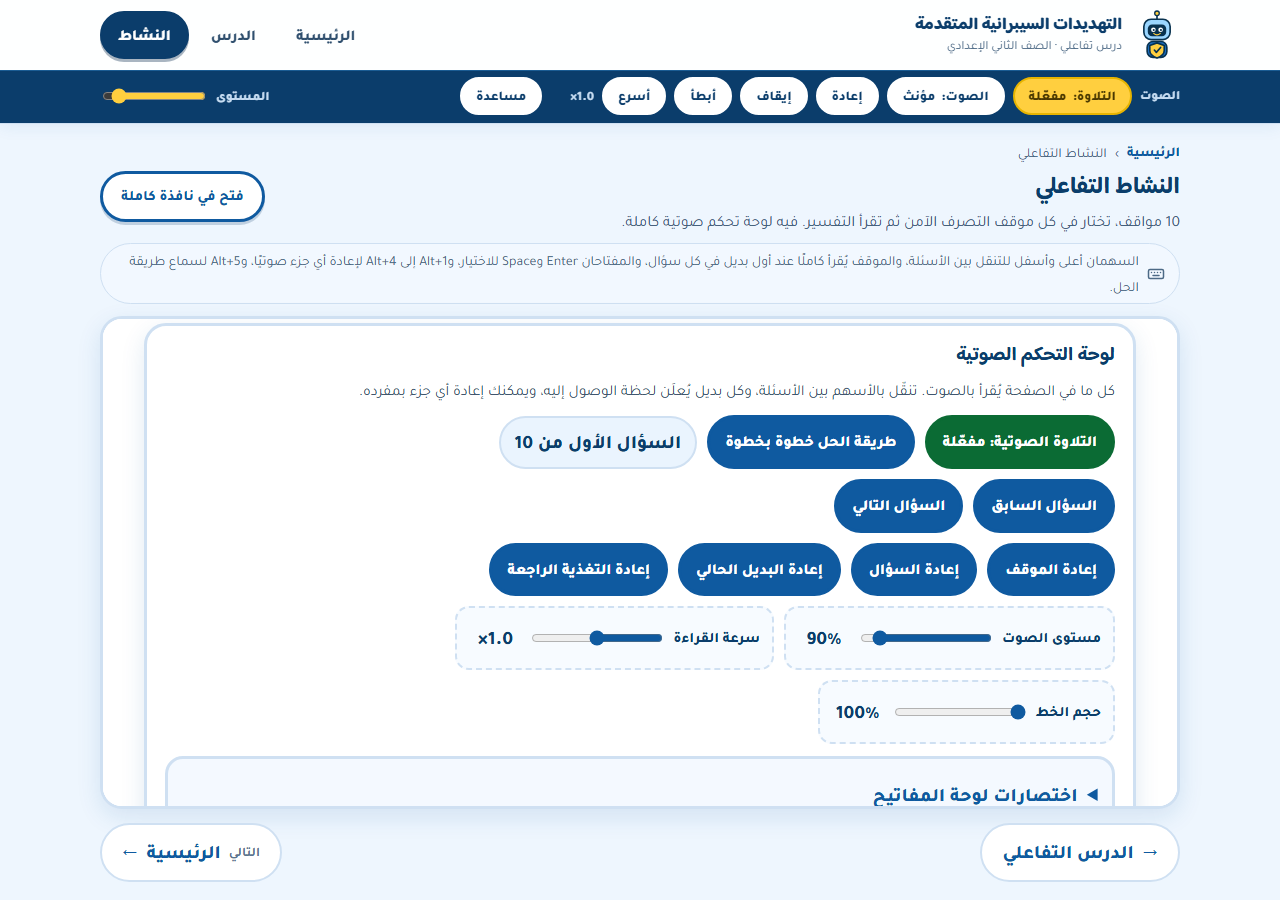 التهديدات السيبرانية المتقدمة
درس تفاعلي · الصف الثاني الإعدادي
الرئيسية
الدرس
النشاط
الصوت
التلاوة: مفعّلة
الصوت: مؤنث
إعادة
إيقاف
أبطأ
أسرع
×1.0
مساعدة
المستوى
الرئيسية › النشاط التفاعلي
النشاط التفاعلي
10 مواقف، تختار في كل موقف التصرف الآمن ثم تقرأ التفسير. فيه لوحة تحكم صوتية كاملة.
فتح في نافذة كاملة
السهمان أعلى وأسفل للتنقل بين الأسئلة، والموقف يُقرأ كاملًا عند أول بديل في كل سؤال، والمفتاحان Enter وSpace للاختيار، وAlt+1 إلى Alt+4 لإعادة أي جزء صوتيًا، وAlt+5 لسماع طريقة
الحل.
لوحة التحكم الصوتية
كل ما في الصفحة يُقرأ بالصوت. تنقّل بالأسهم بين الأسئلة، وكل بديل يُعلَن لحظة الوصول إليه، ويمكنك إعادة أي جزء بمفرده.
التلاوة الصوتية: مفعّلة
طريقة الحل خطوة بخطوة
السؤال الأول من 10
السؤال السابق
السؤال التالي
إعادة الموقف
إعادة السؤال
إعادة البديل الحالي
إعادة التغذية الراجعة
مستوى الصوت
90%
سرعة القراءة
×1.0
حجم الخط
100%
◀ اختصارات لوحة المفاتيح
→ الدرس التفاعلي
التالي الرئيسية ←